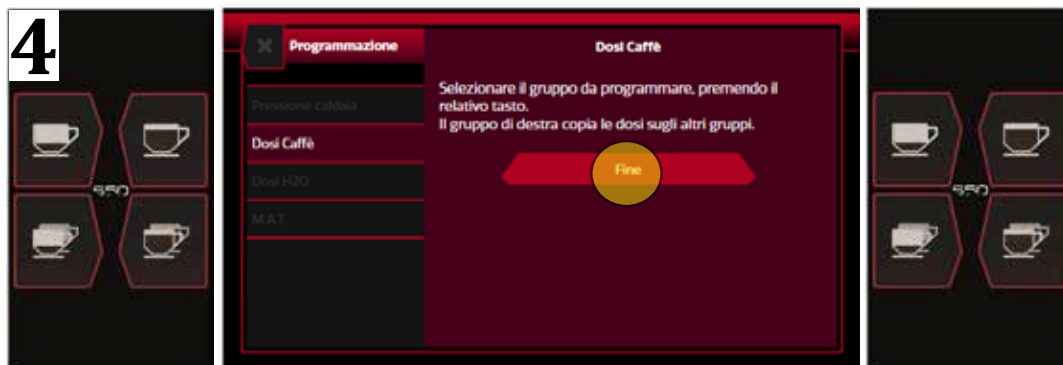 4
Programmazione
Dosi Caffè
Pressione caldaia
Dosi Caffè
Dosi H2O
M.A.T.
Selezionare il gruppo da programmare, premendo il
relativo tasto.
Il gruppo di destra copia le dosi sugli altri gruppi.
Fine